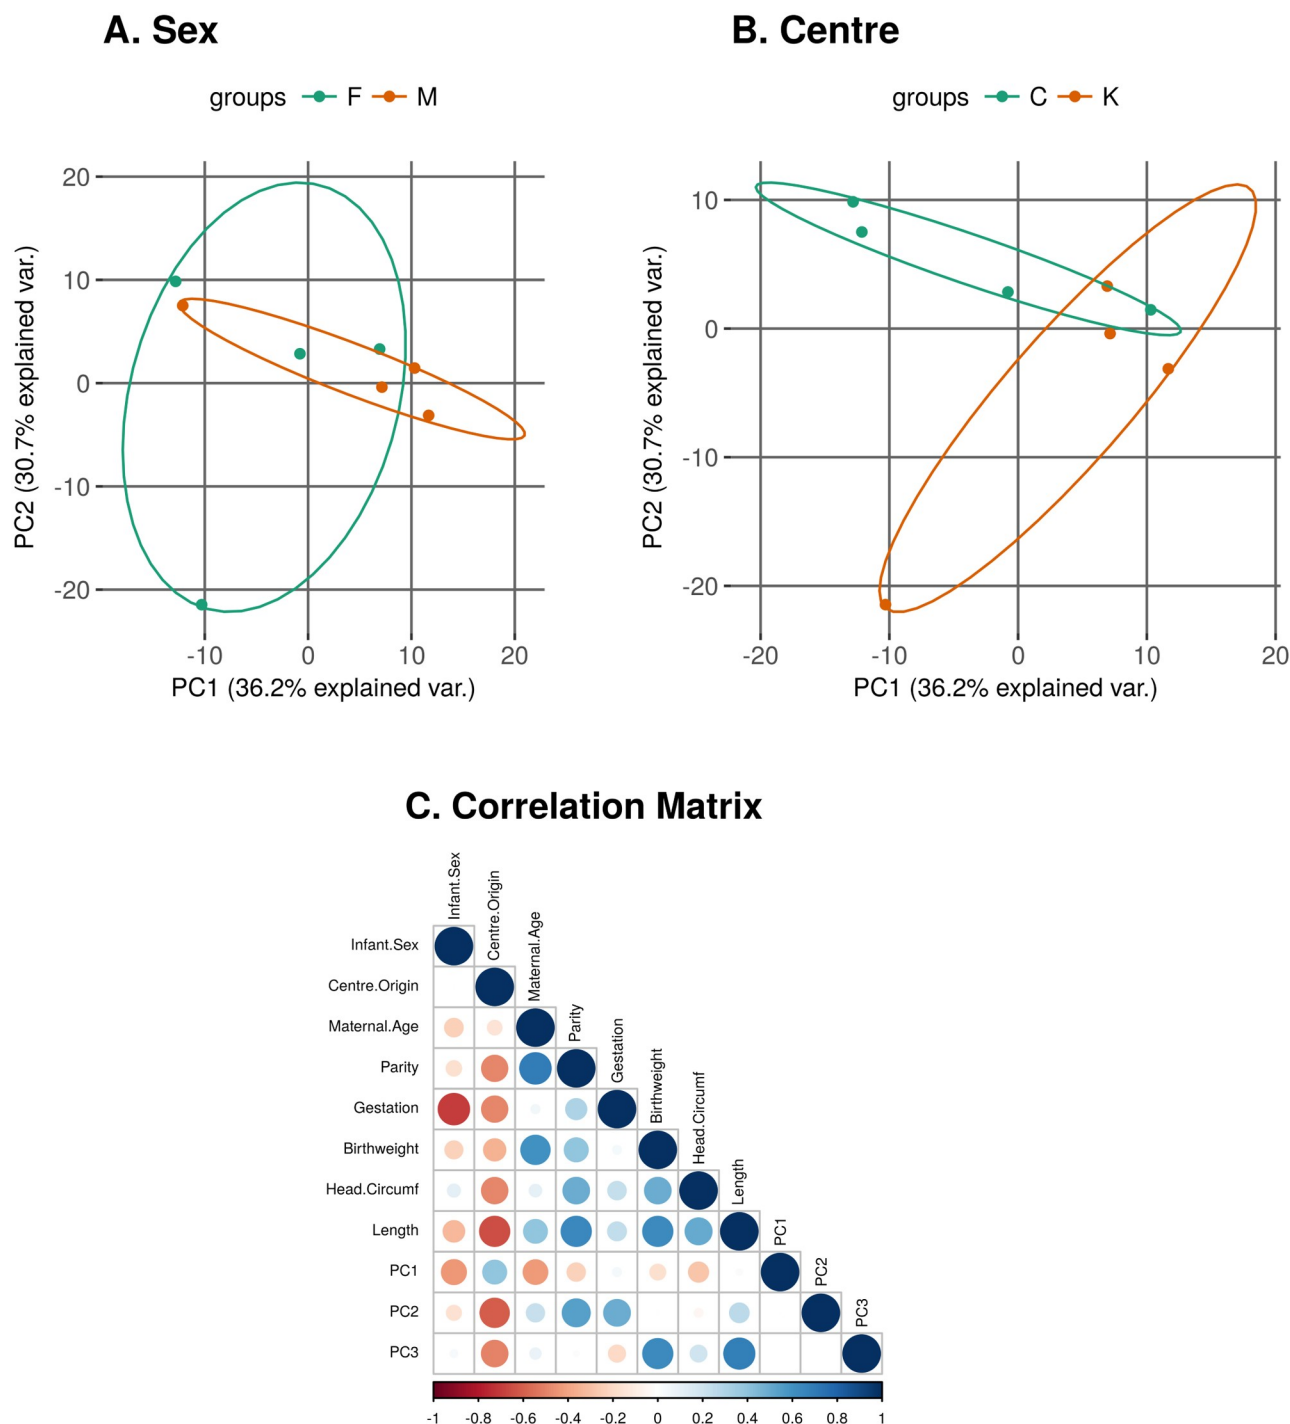 A. Sex
groups F M
20
10
0
-10
-20
PC2 (30.7% explained var.)
-10 0 10 20
PC1 (36.2% explained var.)
B. Centre
groups C K
10
0
-10
-20
PC2 (30.7% explained var.)
-20 -10 0 10 20
PC1 (36.2% explained var.)
C. Correlation Matrix
Infant.Sex
Centre.Origin
Maternal.Age
Parity
Gestation
Birthweight
Head.Circumf
Length
PC1
PC2
PC3
Infant.Sex
Centre.Origin
Maternal.Age
Parity
Gestation
Birthweight
Head.Circumf
Length
PC1
PC2
PC3
-1 -0.8 -0.6 -0.4 -0.2 0 0.2 0.4 0.6 0.8 1